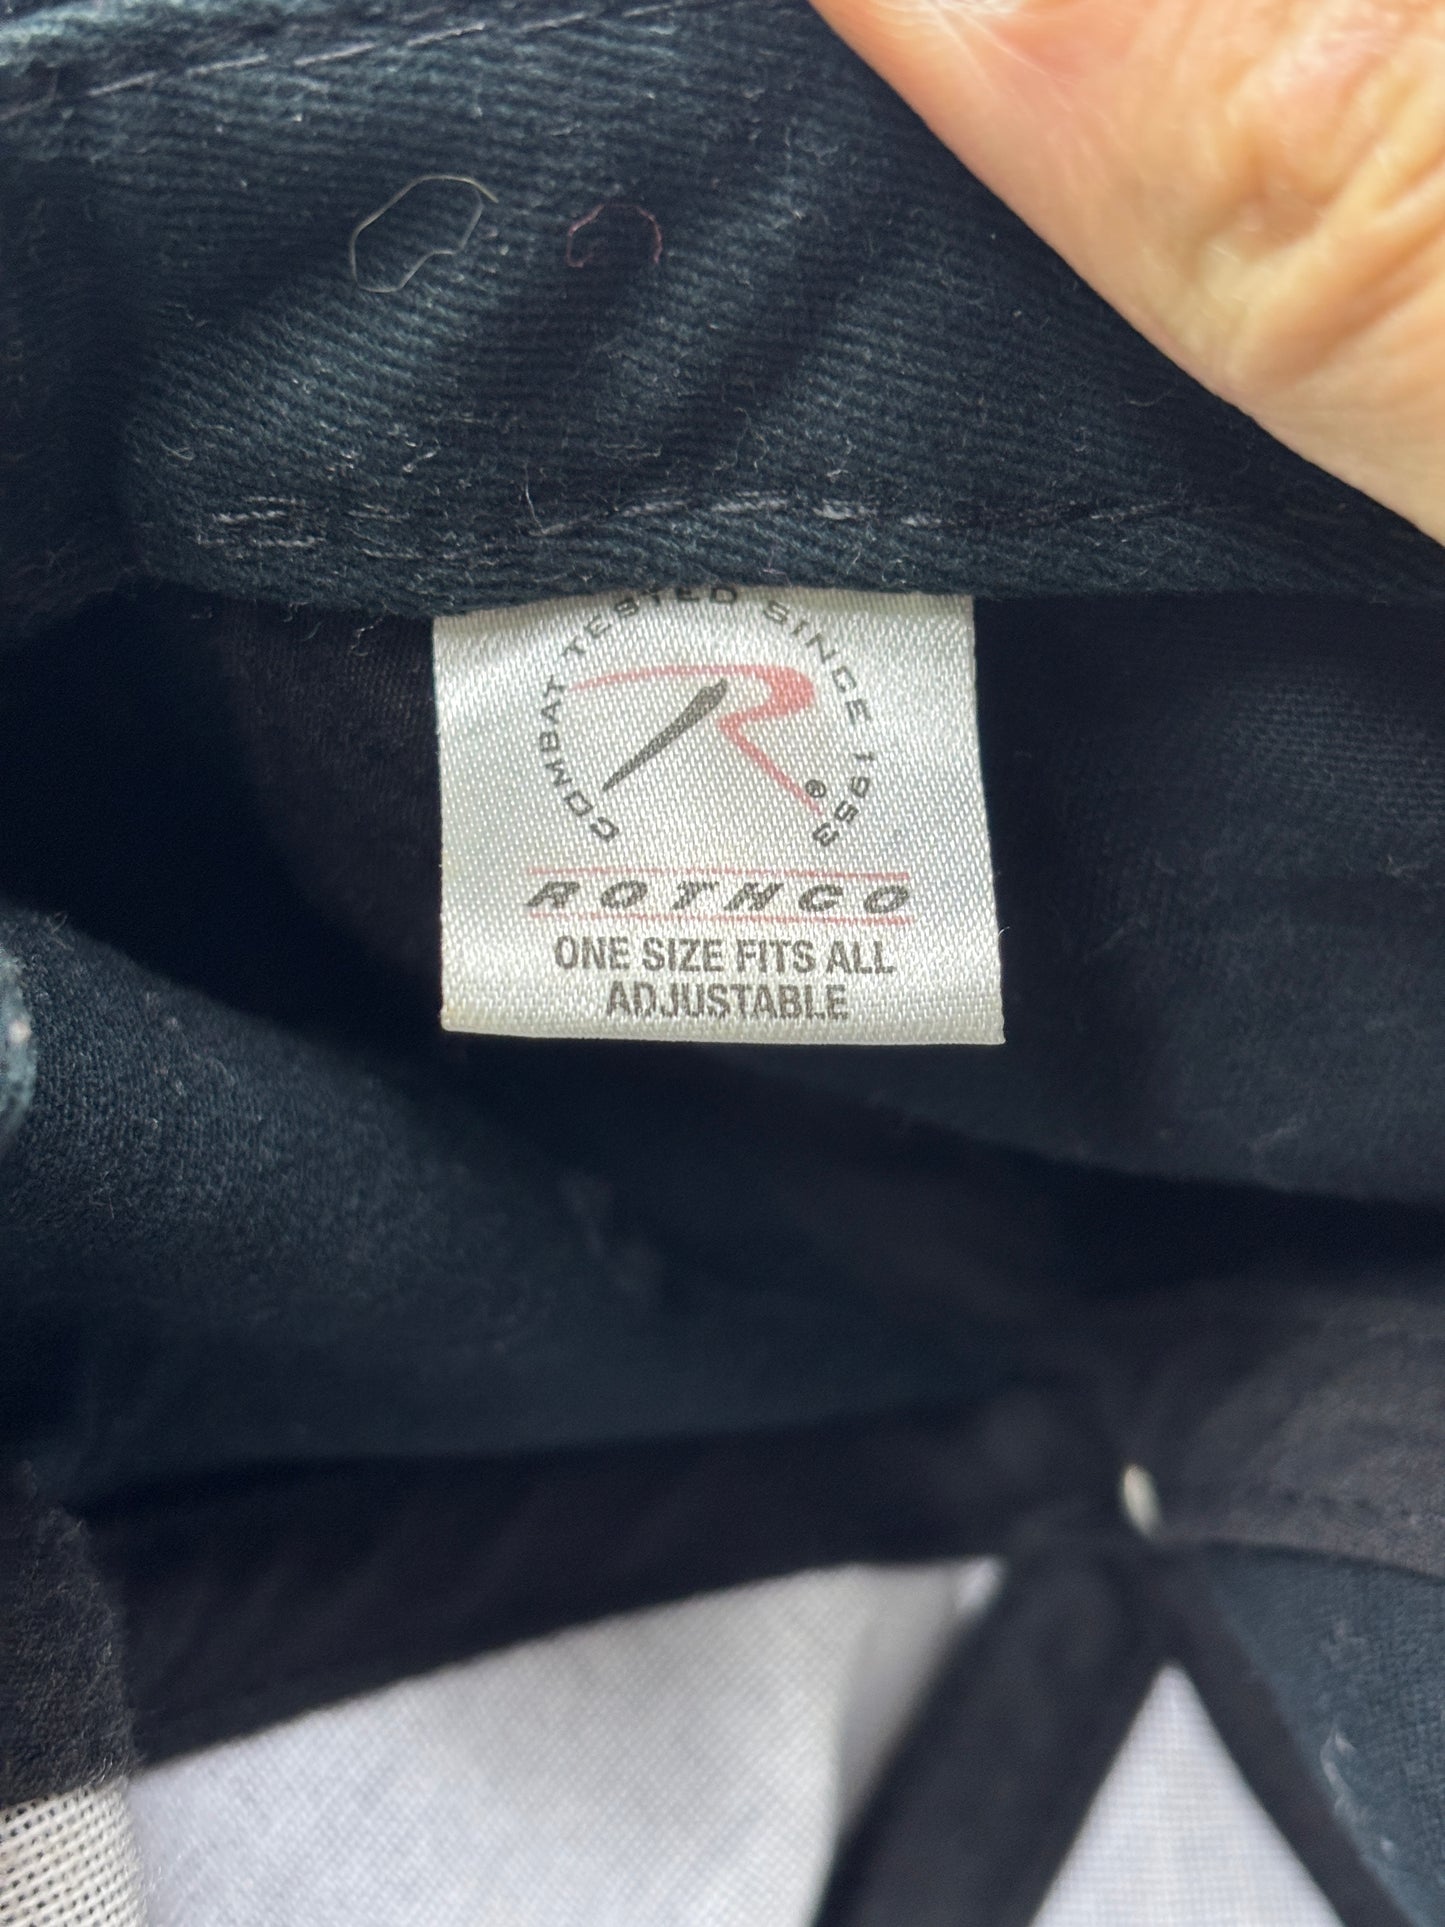 COMBAT TESTED SINCE 1953
R®
ROTHCO
ONE SIZE FITS ALL
ADJUSTABLE